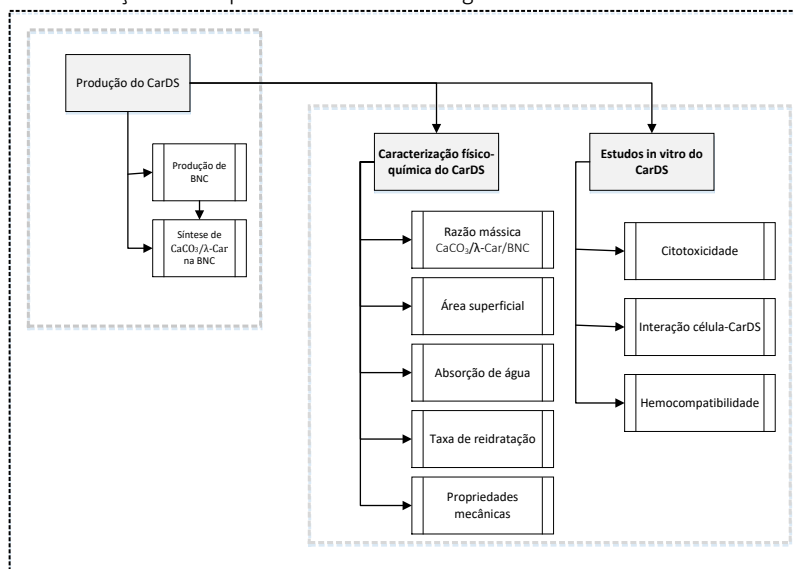 Produção do CarDS
Produção de
BNC
Síntese de
CaCO₃/λ-Car
na BNC
Caracterização físico-
química do CarDS
Razão mássica
CaCO₃/λ-Car/BNC
Área superficial
Absorção de água
Taxa de reidratação
Propriedades
mecânicas
Estudos in vitro do
CarDS
Citotoxicidade
Interação célula-CarDS
Hemocompatibilidade